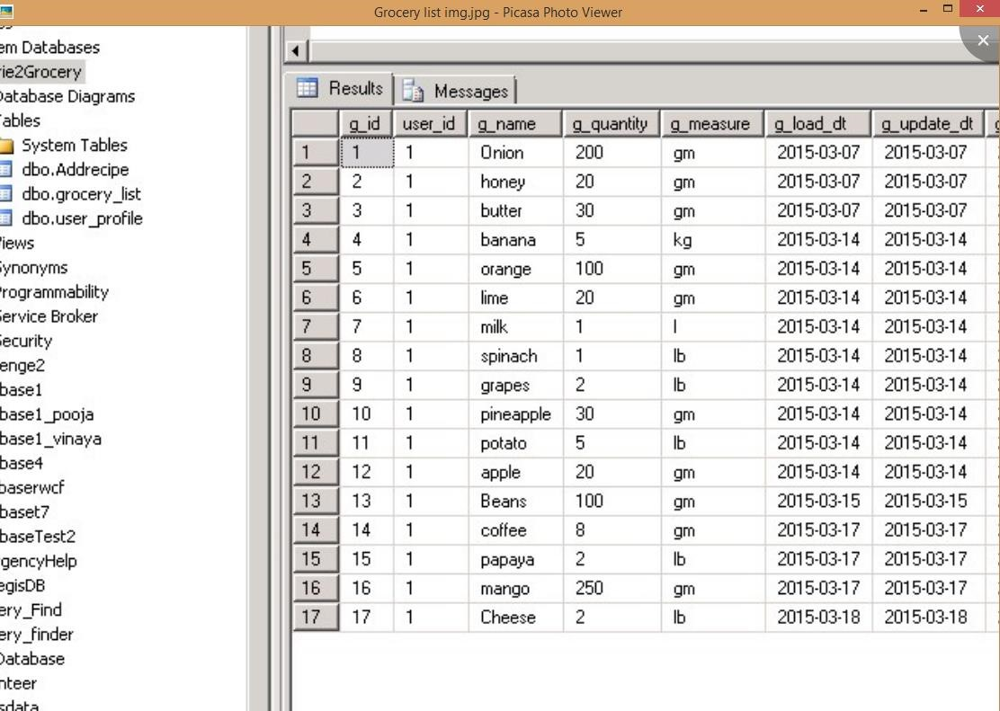 Grocery list img.jpg - Picasa Photo Viewer
em Databases
rie2Grocery
Database Diagrams
Tables
System Tables
dbo.Addrecipe
dbo.grocery_list
dbo.user_profile
Views
Synonyms
Programmability
Service Broker
Security
enge2
base1
base1_pooja
base1_vinaya
base4
baserwcf
baset7
baseTest2
gencyHelp
egisDB
ery_Find
ery_finder
Database
nteer
sdata
Results Messages
g_id user_id g_name g_quantity g_measure g_load_dt g_update_dt
1 1 1 Onion 200 gm 2015-03-07 2015-03-07
2 2 1 honey 20 gm 2015-03-07 2015-03-07
3 3 1 butter 30 gm 2015-03-07 2015-03-07
4 4 1 banana 5 kg 2015-03-14 2015-03-14
5 5 1 orange 100 gm 2015-03-14 2015-03-14
6 6 1 lime 20 gm 2015-03-14 2015-03-14
7 7 1 milk 1 l 2015-03-14 2015-03-14
8 8 1 spinach 1 lb 2015-03-14 2015-03-14
9 9 1 grapes 2 lb 2015-03-14 2015-03-14
10 10 1 pineapple 30 gm 2015-03-14 2015-03-14
11 11 1 potato 5 lb 2015-03-14 2015-03-14
12 12 1 apple 20 gm 2015-03-14 2015-03-14
13 13 1 Beans 100 gm 2015-03-15 2015-03-15
14 14 1 coffee 8 gm 2015-03-17 2015-03-17
15 15 1 papaya 2 lb 2015-03-17 2015-03-17
16 16 1 mango 250 gm 2015-03-17 2015-03-17
17 17 1 Cheese 2 lb 2015-03-18 2015-03-18